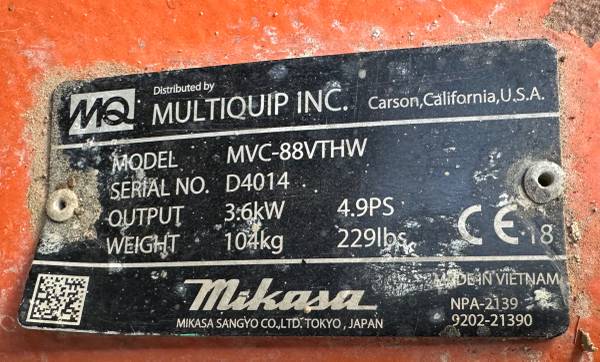 MQ Distributed by
MULTIQUIP INC. Carson,California,U.S.A.
MODEL MVC-88VTHW
SERIAL NO. D4014
OUTPUT 3.6kW 4.9PS
WEIGHT 104kg 229lbs
CE 18
Mikasa
MADE IN VIETNAM
MIKASA SANGYO CO.,LTD. TOKYO , JAPAN
NPA-2139
9202-21390